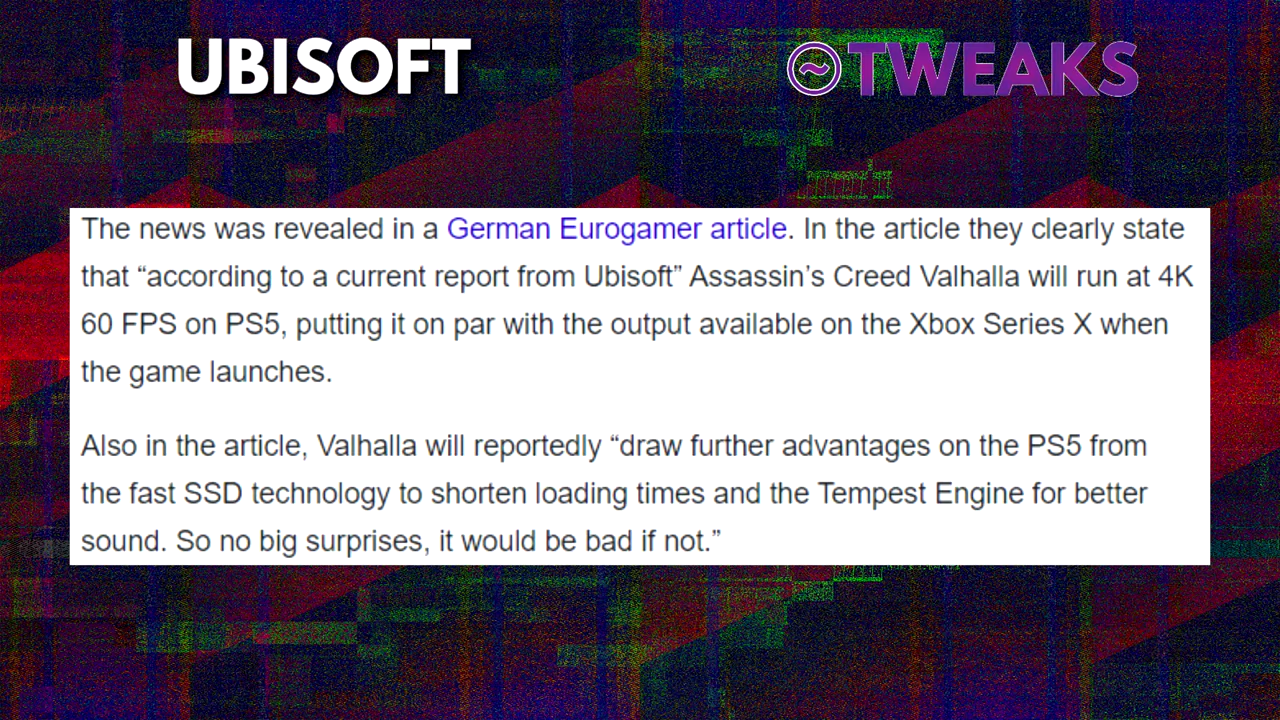 UBISOFT
TWEAKS
The news was revealed in a German Eurogamer article. In the article they clearly state
that “according to a current report from Ubisoft” Assassin’s Creed Valhalla will run at 4K
60 FPS on PS5, putting it on par with the output available on the Xbox Series X when
the game launches.
Also in the article, Valhalla will reportedly “draw further advantages on the PS5 from
the fast SSD technology to shorten loading times and the Tempest Engine for better
sound. So no big surprises, it would be bad if not.”